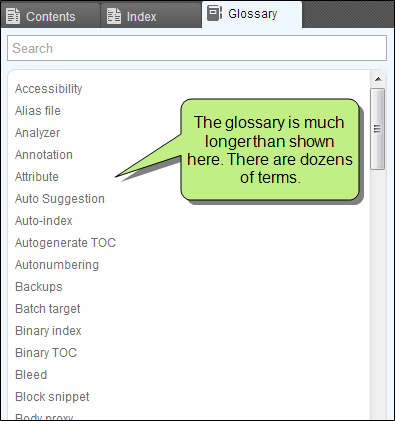 Contents Index Glossary
Search
Accessibility
Alias file
Analyzer
Annotation
Attribute
Auto Suggestion
Auto-index
Autogenerate TOC
Autonumbering
Backups
Batch target
Binary index
Binary TOC
Bleed
Block snippet
Body proxy
The glossary is much
longerthan shown
here. There are dozens
of terms.